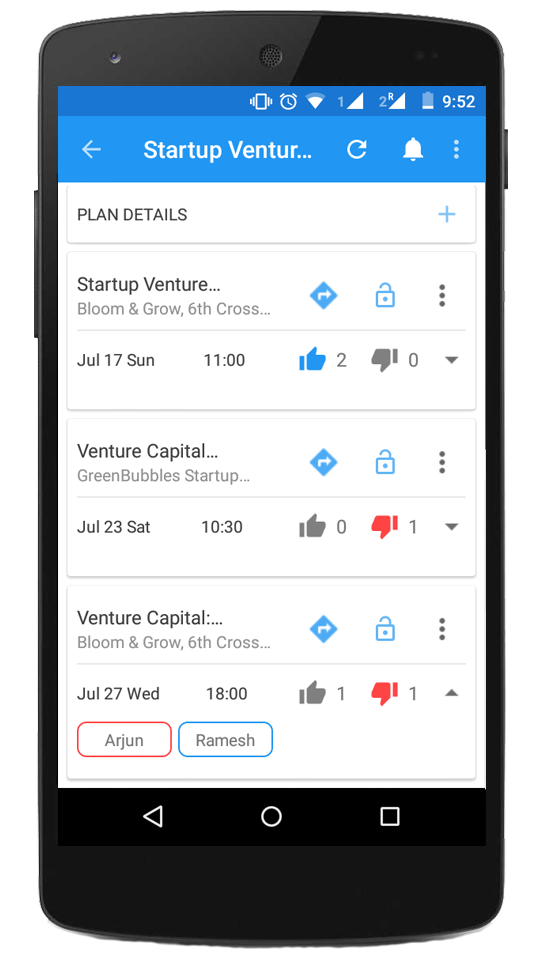 1 2 R 9:52
Startup Ventur...
PLAN DETAILS
Startup Venture...
Bloom & Grow, 6th Cross...
Jul 17 Sun 11:00 2 0
Venture Capital...
GreenBubbles Startup...
Jul 23 Sat 10:30 0 1
Venture Capital:...
Bloom & Grow, 6th Cross...
Jul 27 Wed 18:00 1 1
Arjun Ramesh